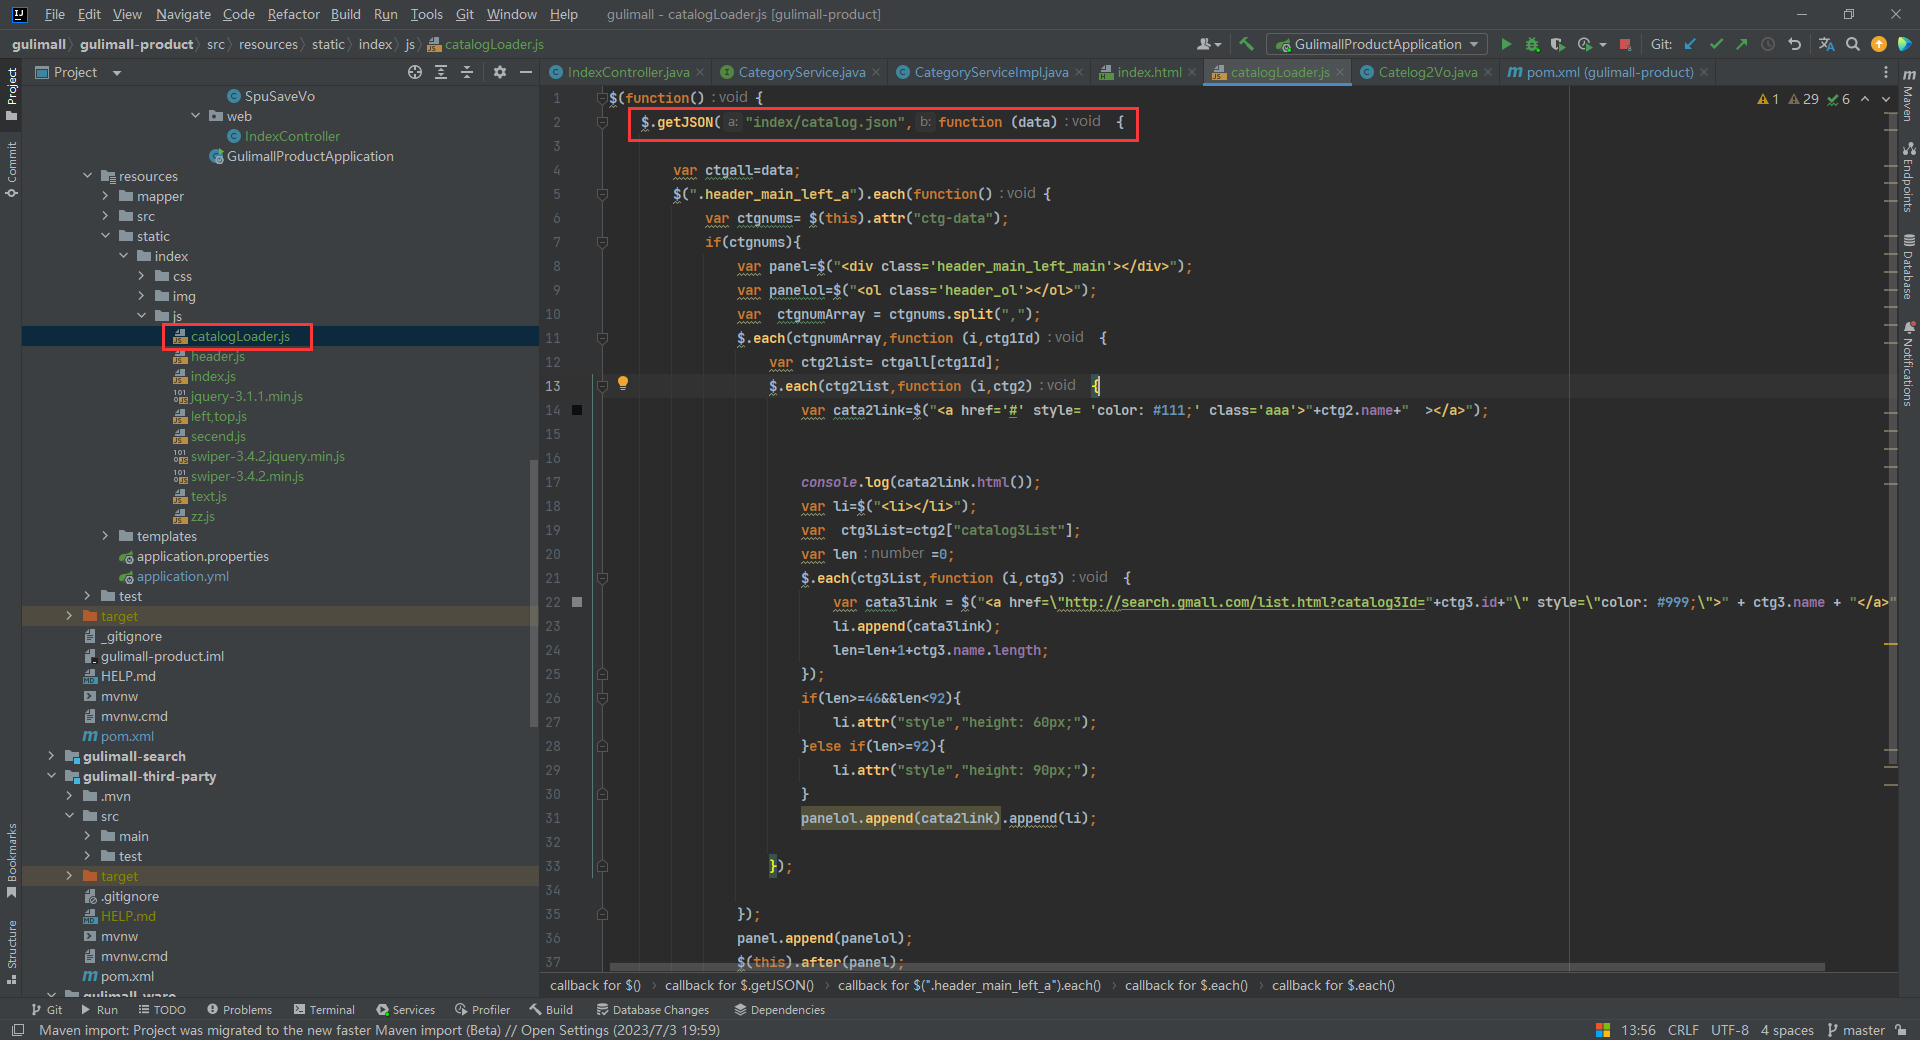 File Edit View Navigate Code Refactor Build Run Tools Git Window Help gulimall - catalogLoader.js [gulimall-product]
gulimall gulimall-product src resources static index js catalogLoader.js GulimallProductApplication Git:
Project
IndexController.java CategoryService.java CategoryServiceImpl.java index.html catalogLoader.js Catelog2Vo.java pom.xml (gulimall-product)
SpuSaveVo
web
IndexController
GulimallProductApplication
resources
mapper
src
static
index
css
img
js
catalogLoader.js
header.js
index.js
jquery-3.1.1.min.js
left,top.js
secend.js
swiper-3.4.2.jquery.min.js
swiper-3.4.2.min.js
text.js
zz.js
templates
application.properties
application.yml
test
target
_gitignore
gulimall-product.iml
HELP.md
mvnw
mvnw.cmd
pom.xml
gulimall-search
gulimall-third-party
.mvn
src
main
test
target
.gitignore
HELP.md
mvnw
mvnw.cmd
pom.xml
gulimall-ware
Project
Commit
Bookmarks
Structure
1 $(function() : void {
2 $.getJSON( a: "index/catalog.json", b: function (data) : void {
3
4 var ctgall=data;
5 $(".header_main_left_a").each(function() : void {
6 var ctgnums= $(this).attr("ctg-data");
7 if(ctgnums){
8 var panel=$("<div class='header_main_left_main'></div>");
9 var panelol=$("<ol class='header_ol'></ol>");
10 var ctgnumArray = ctgnums.split(",");
11 $.each(ctgnumArray,function (i,ctg1Id) : void {
12 var ctg2list= ctgall[ctg1Id];
13 $.each(ctg2list,function (i,ctg2) : void {
14 var cata2link=$("<a href='#' style= 'color: #111;' class='aaa'>"+ctg2.name+" ></a>");
15
16
17 console.log(cata2link.html());
18 var li=$("<li></li>");
19 var ctg3List=ctg2["catalog3List"];
20 var len : number =0;
21 $.each(ctg3List,function (i,ctg3) : void {
22 var cata3link = $("<a href=\"http://search.gmall.com/list.html?catalog3Id="+ctg3.id+"\" style=\"color: #999;\">" + ctg3.name + "</a>"
23 li.append(cata3link);
24 len=len+1+ctg3.name.length;
25 });
26 if(len>=46&&len<92){
27 li.attr("style","height: 60px;");
28 }else if(len>=92){
29 li.attr("style","height: 90px;");
30 }
31 panelol.append(cata2link).append(li);
32
33 });
34
35 });
36 panel.append(panelol);
37 $(this).after(panel);
1 29 6
m Maven
Endpoints
Database
Notifications
callback for $() callback for $.getJSON() callback for $(".header_main_left_a").each() callback for $.each() callback for $.each()
Git Run TODO Problems Terminal Services Profiler Build Database Changes Dependencies
Maven import: Project was migrated to the new faster Maven import (Beta) // Open Settings (2023/7/3 19:59) 13:56 CRLF UTF-8 4 spaces master